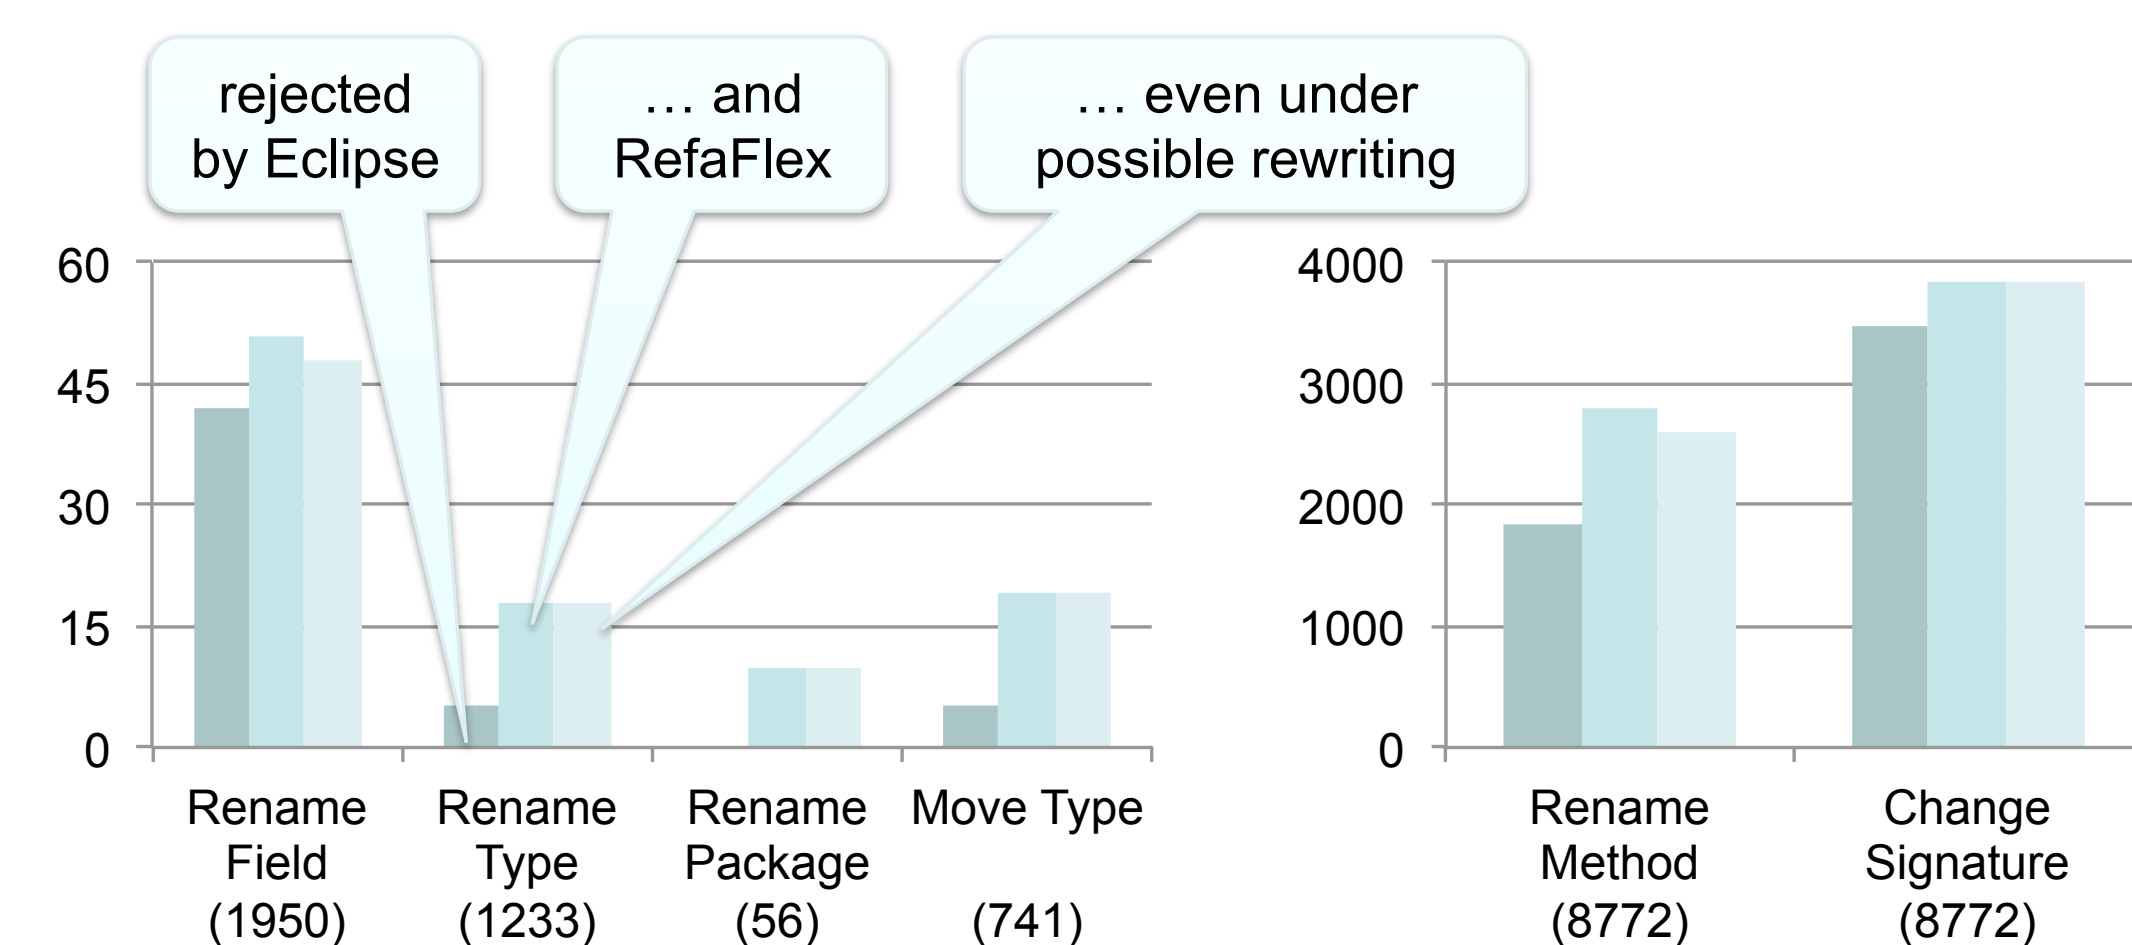 rejected
by Eclipse
… and
RefaFlex
… even under
possible rewriting
60
45
30
15
0
Rename
Field
(1950)
Rename
Type
(1233)
Rename
Package
(56)
Move Type
(741)
4000
3000
2000
1000
0
Rename
Method
(8772)
Change
Signature
(8772)